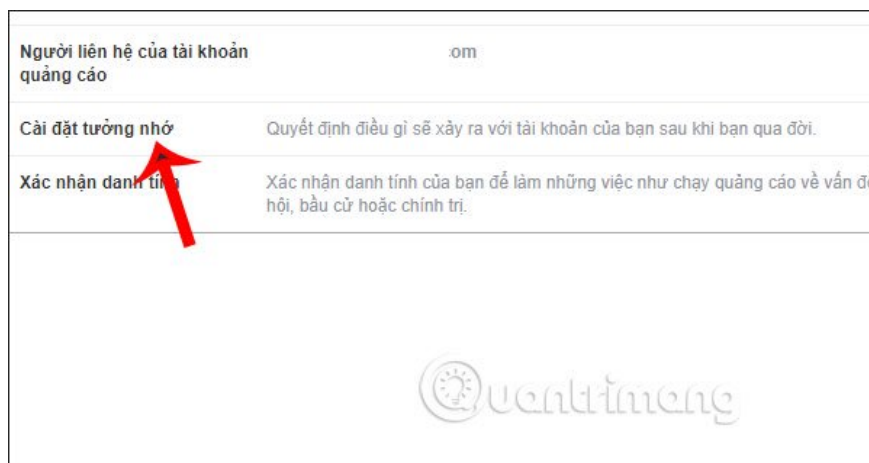 Người liên hệ của tài khoản
quảng cáo
om
Cài đặt tưởng nhớ
Quyết định điều gì sẽ xảy ra với tài khoản của bạn sau khi bạn qua đời.
Xác nhận danh tính
Xác nhận danh tính của bạn để làm những việc như chạy quảng cáo về vấn đ
hội, bầu cử hoặc chính trị.
Quantrimang